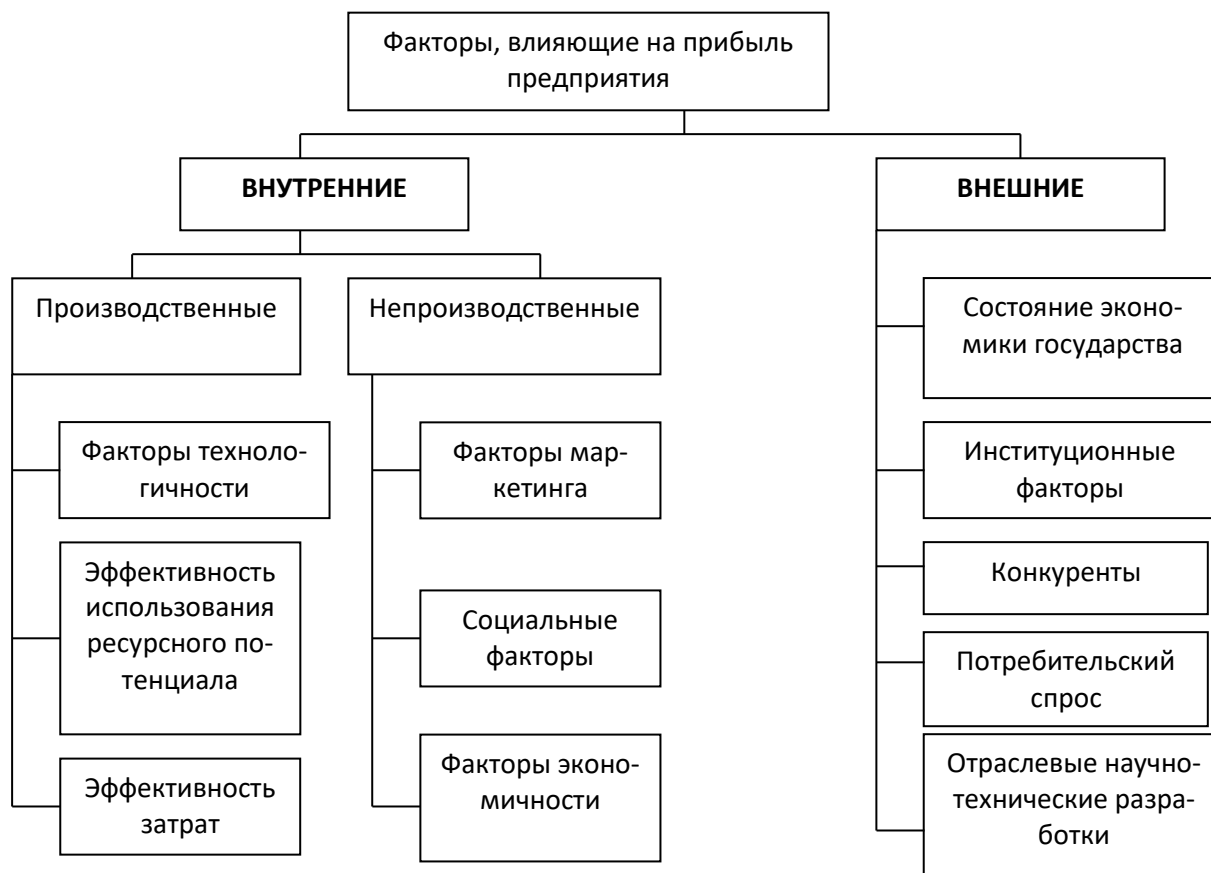 Факторы, влияющие на прибыль
предприятия
ВНУТРЕННИЕ
ВНЕШНИЕ
Производственные
Непроизводственные
Факторы техноло-
гичности
Эффективность
использования
ресурсного по-
тенциала
Эффективность
затрат
Факторы мар-
кетинга
Социальные
факторы
Факторы эконо-
мичности
Состояние эконо-
мики государства
Институционные
факторы
Конкуренты
Потребительский
спрос
Отраслевые научно-
технические разра-
ботки